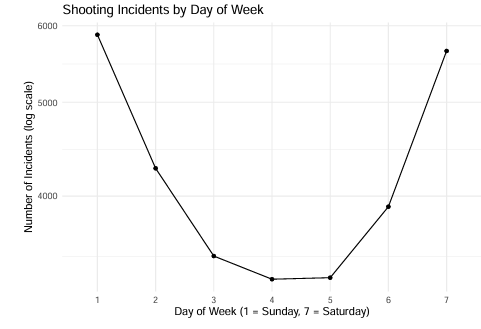 Shooting Incidents by Day of Week
Number of Incidents (log scale)
6000
5000
4000
1 2 3 4 5 6 7
Day of Week (1 = Sunday, 7 = Saturday)